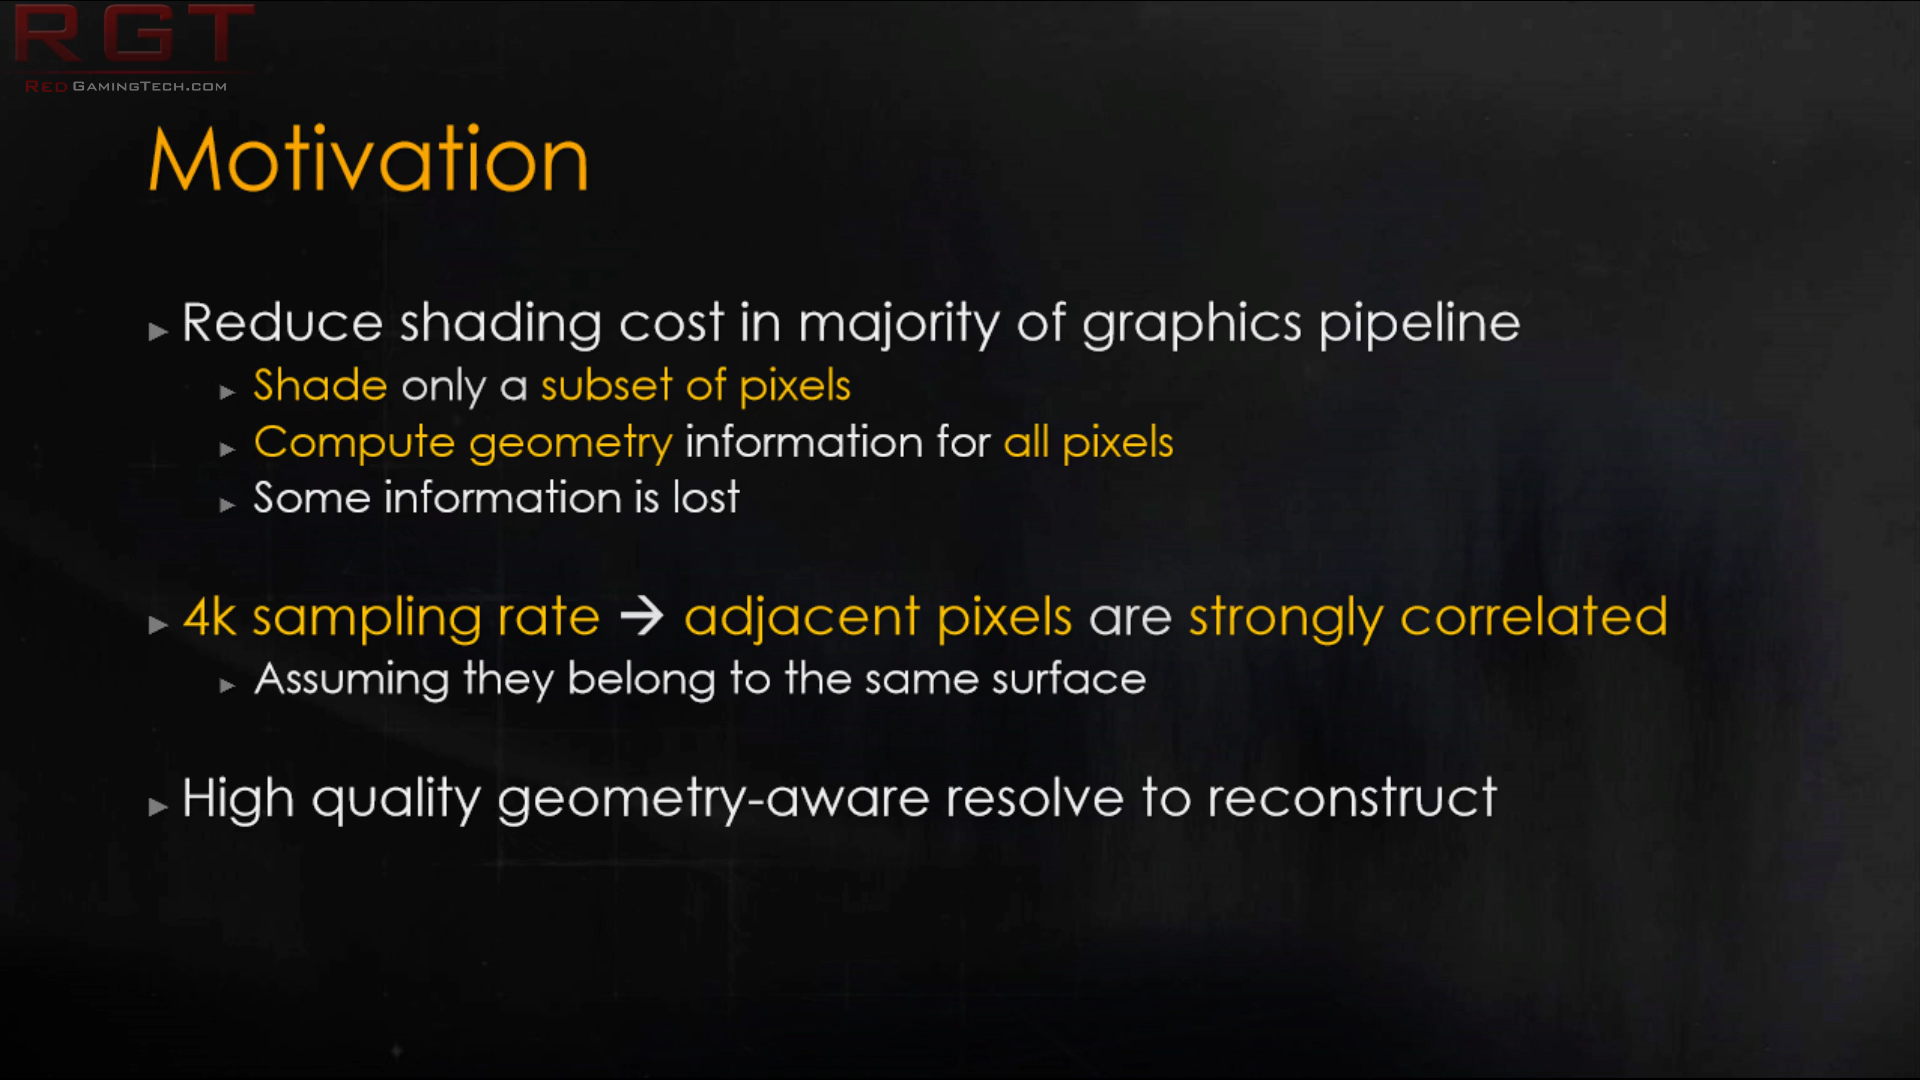 RGT
RedGamingTech.com
Motivation
▸ Reduce shading cost in majority of graphics pipeline
▸ Shade only a subset of pixels
▸ Compute geometry information for all pixels
▸ Some information is lost
▸ 4k sampling rate → adjacent pixels are strongly correlated
▸ Assuming they belong to the same surface
▸ High quality geometry-aware resolve to reconstruct